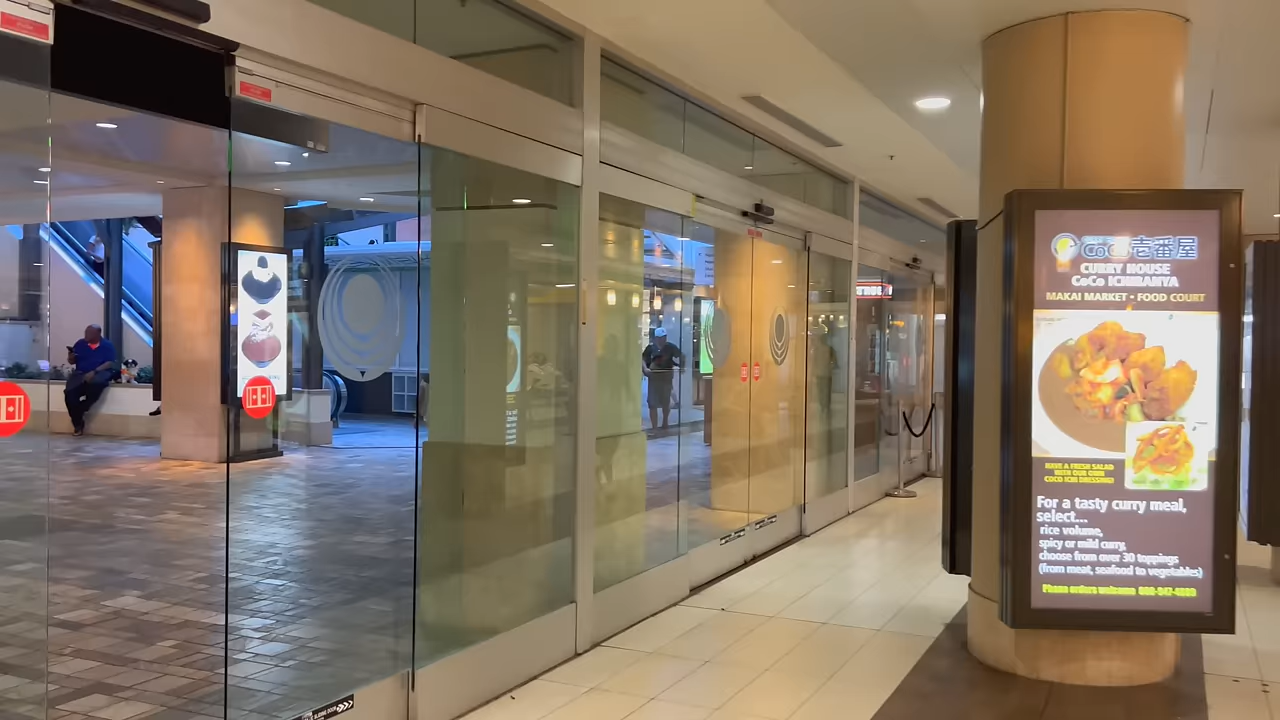 CoCo壱番屋
CURRY HOUSE
CoCo ICHIBANYA
MAKAI MARKET • FOOD COURT
HAVE A FRESH SALAD
WITH OUR OWN
COCO ICHI DRESSING!
For a tasty curry meal,
select...
rice volume,
spicy or mild curry,
choose from over 30 toppings
(from meat, seafood to vegetables)
Phone orders welcome